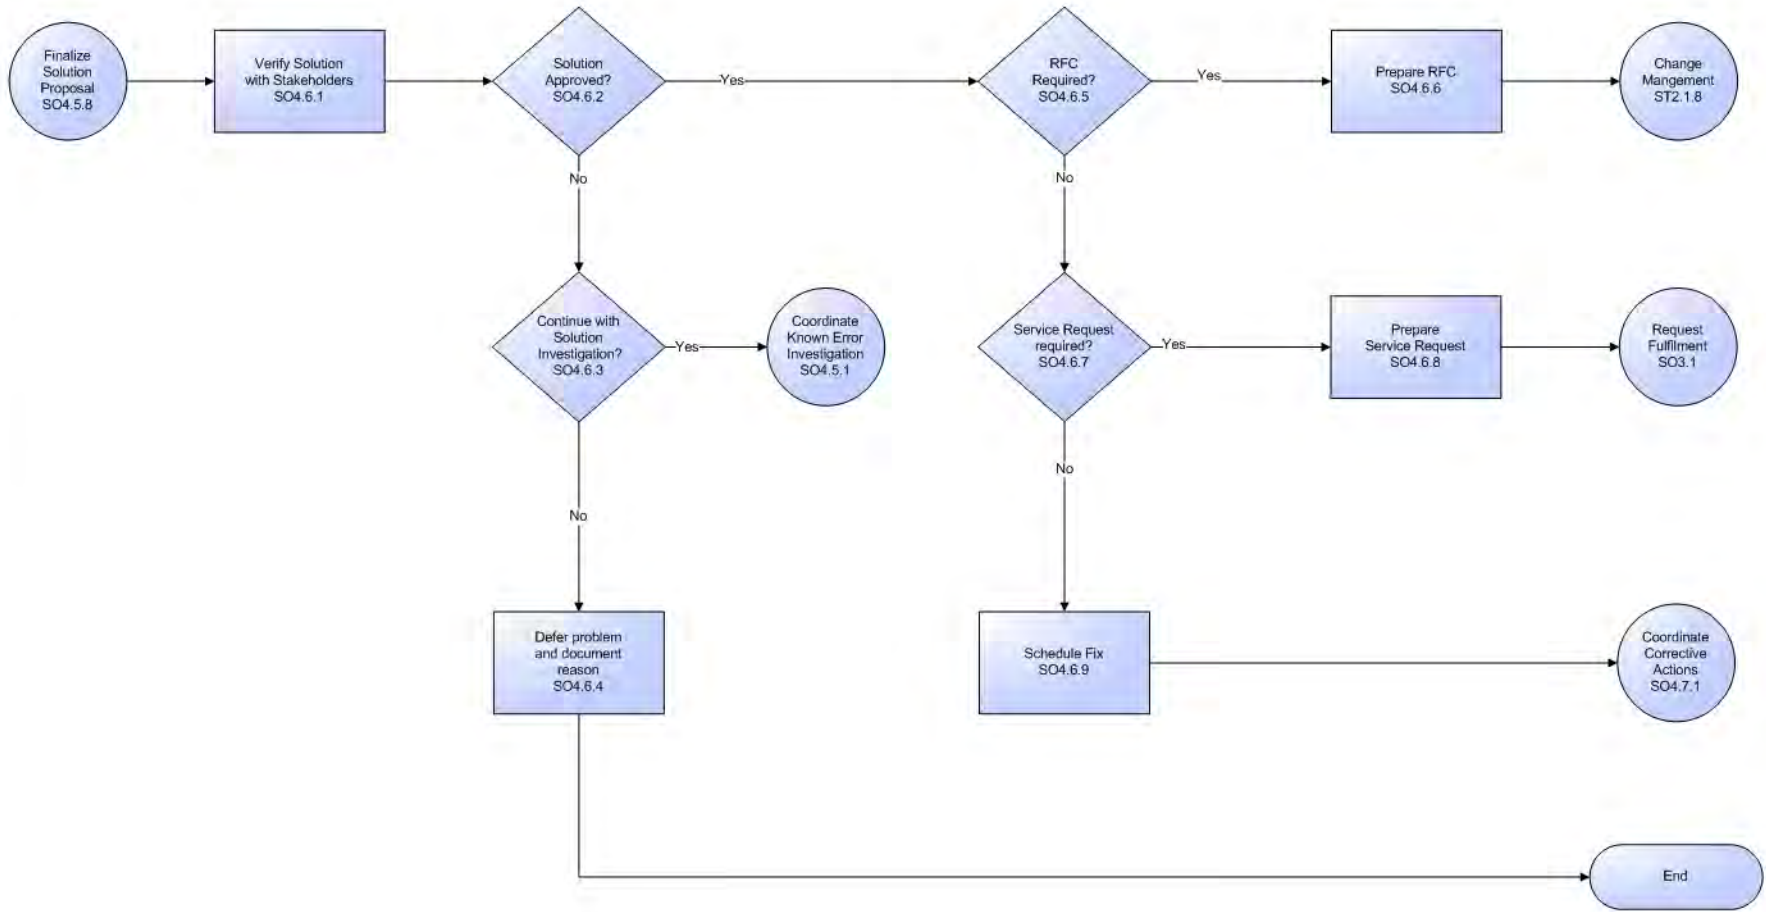 Finalize
Solution
Proposal
SO4.5.8
Verify Solution
with Stakeholders
SO4.6.1
Solution
Approved?
SO4.6.2
Yes
RFC
Required?
SO4.6.5
Yes
Prepare RFC
SO4.6.6
Change
Mangement
ST2.1.8
No
No
Continue with
Solution
Investigation?
SO4.6.3
Yes
Coordinate
Known Error
Investigation
SO4.5.1
Service Request
required?
SO4.6.7
Yes
Prepare
Service Request
SO4.6.8
Request
Fulfilment
SO3.1
No
No
Defer problem
and document
reason
SO4.6.4
Schedule Fix
SO4.6.9
Coordinate
Corrective
Actions
SO4.7.1
End